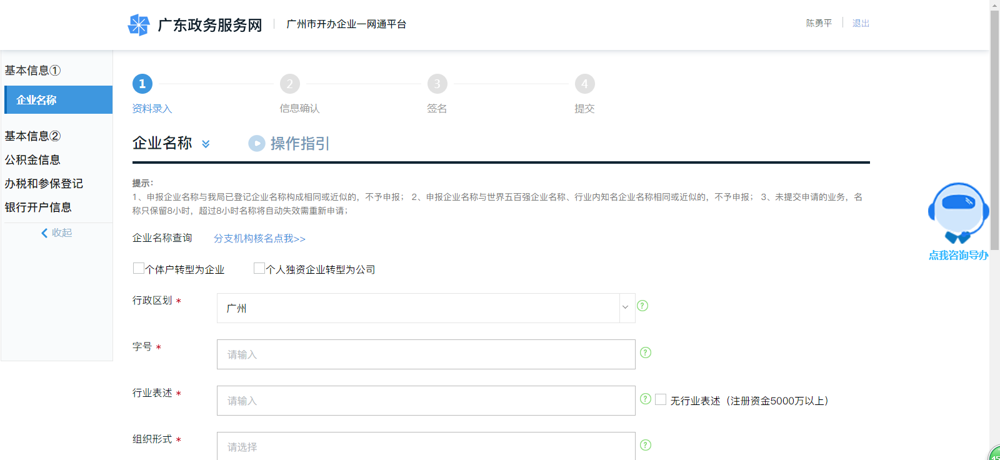 广东政务服务网
广州市开办企业一网通平台
陈勇平
退出
基本信息①
企业名称
基本信息②
公积金信息
办税和参保登记
银行开户信息
收起
1
2
3
4
资料录入
信息确认
签名
提交
企业名称
操作指引
提示：
1、申报企业名称与我局已登记企业名称构成相同或近似的，不予申报； 2、申报企业名称与世界五百强企业名称、行业内知名企业名称相同或近似的，不予申报； 3、未提交申请的业务，名
称只保留8小时，超过8小时名称将自动失效需重新申请；
企业名称查询
分支机构核名点我>>
个体户转型为企业
个人独资企业转型为公司
行政区划 *
广州
?
字号 *
请输入
?
行业表述 *
请输入
?
无行业表述（注册资金5000万以上）
组织形式 *
请选择
?
点我咨询导办